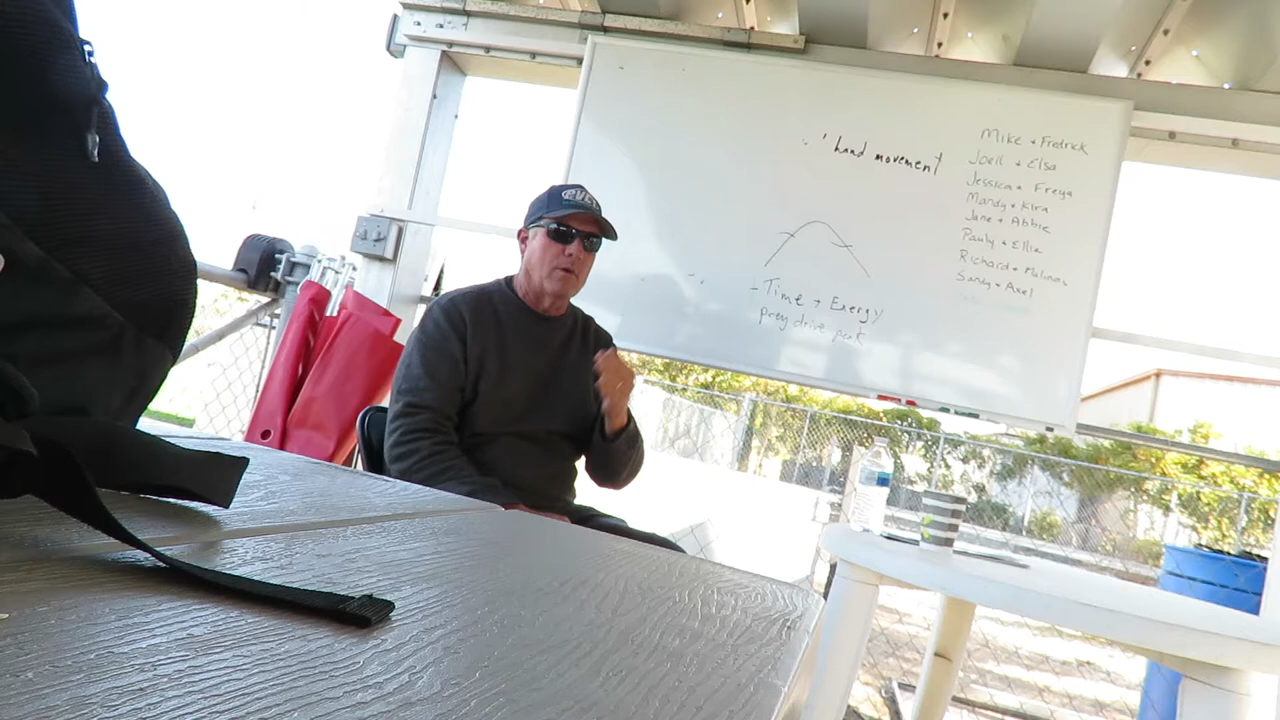 hand movement
Mike + Fredrick
Joell + Elsa
Jessica + Freya
Mandy + Kira
Jane + Abbie
Pauly + Ellie
Richard + Malinois
Sandy + Axel
- Time + Energy
prey drive peak